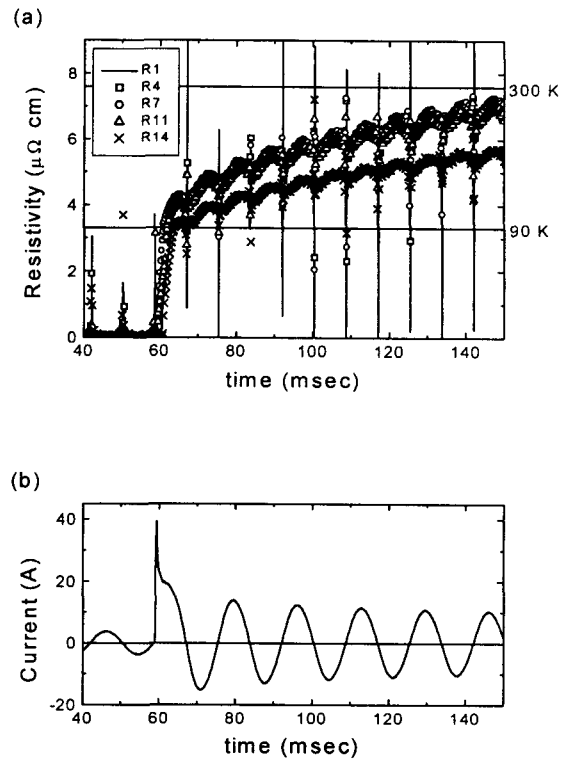 (a)
Resistivity (μΩ cm)
8
6
4
2
0
R1
R4
R7
R11
R14
300 K
90 K
40 60 80 100 120 140
time (msec)
(b)
Current (A)
40
20
0
-20
40 60 80 100 120 140
time (msec)